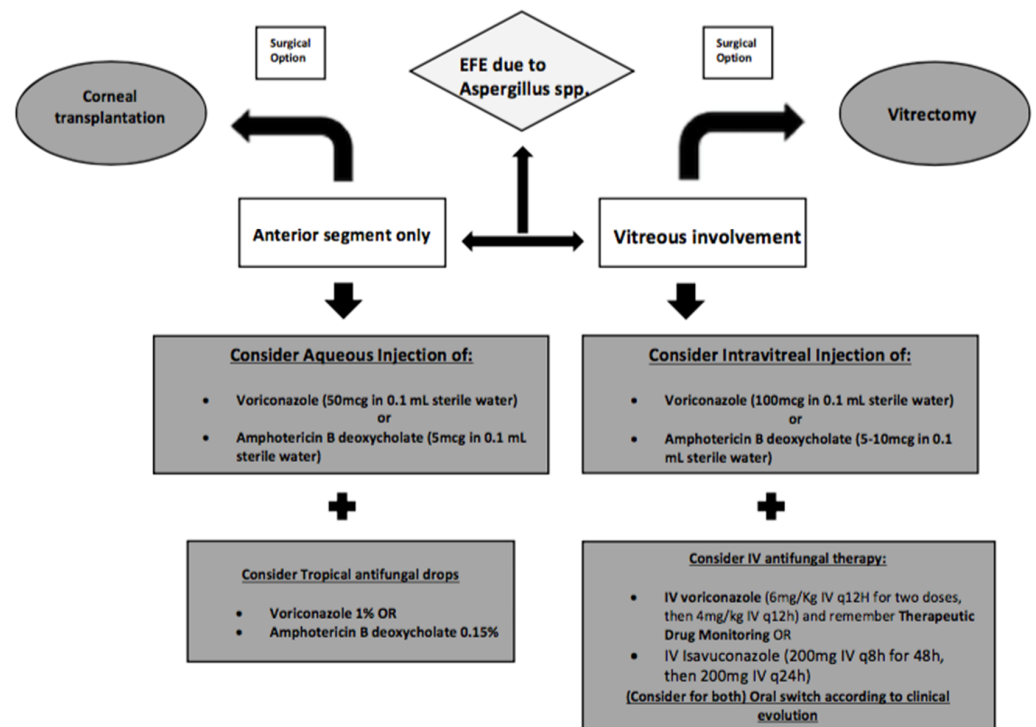 Surgical
Option
EFE due to
Aspergillus spp.
Surgical
Option
Corneal
transplantation
Vitrectomy
Anterior segment only
Vitreous involvement
Consider Aqueous Injection of:
• Voriconazole (50mcg in 0.1 mL sterile water)
or
• Amphotericin B deoxycholate (5mcg in 0.1 mL
sterile water)
Consider Intravitreal Injection of:
• Voriconazole (100mcg in 0.1 mL sterile water)
or
• Amphotericin B deoxycholate (5-10mcg in 0.1
mL sterile water)
Consider Tropical antifungal drops
• Voriconazole 1% OR
• Amphotericin B deoxycholate 0.15%
Consider IV antifungal therapy:
• IV voriconazole (6mg/Kg IV q12H for two doses,
then 4mg/kg IV q12h) and remember Therapeutic
Drug Monitoring OR
• IV Isavuconazole (200mg IV q8h for 48h,
then 200mg IV q24h)
(Consider for both) Oral switch according to clinical
evolution